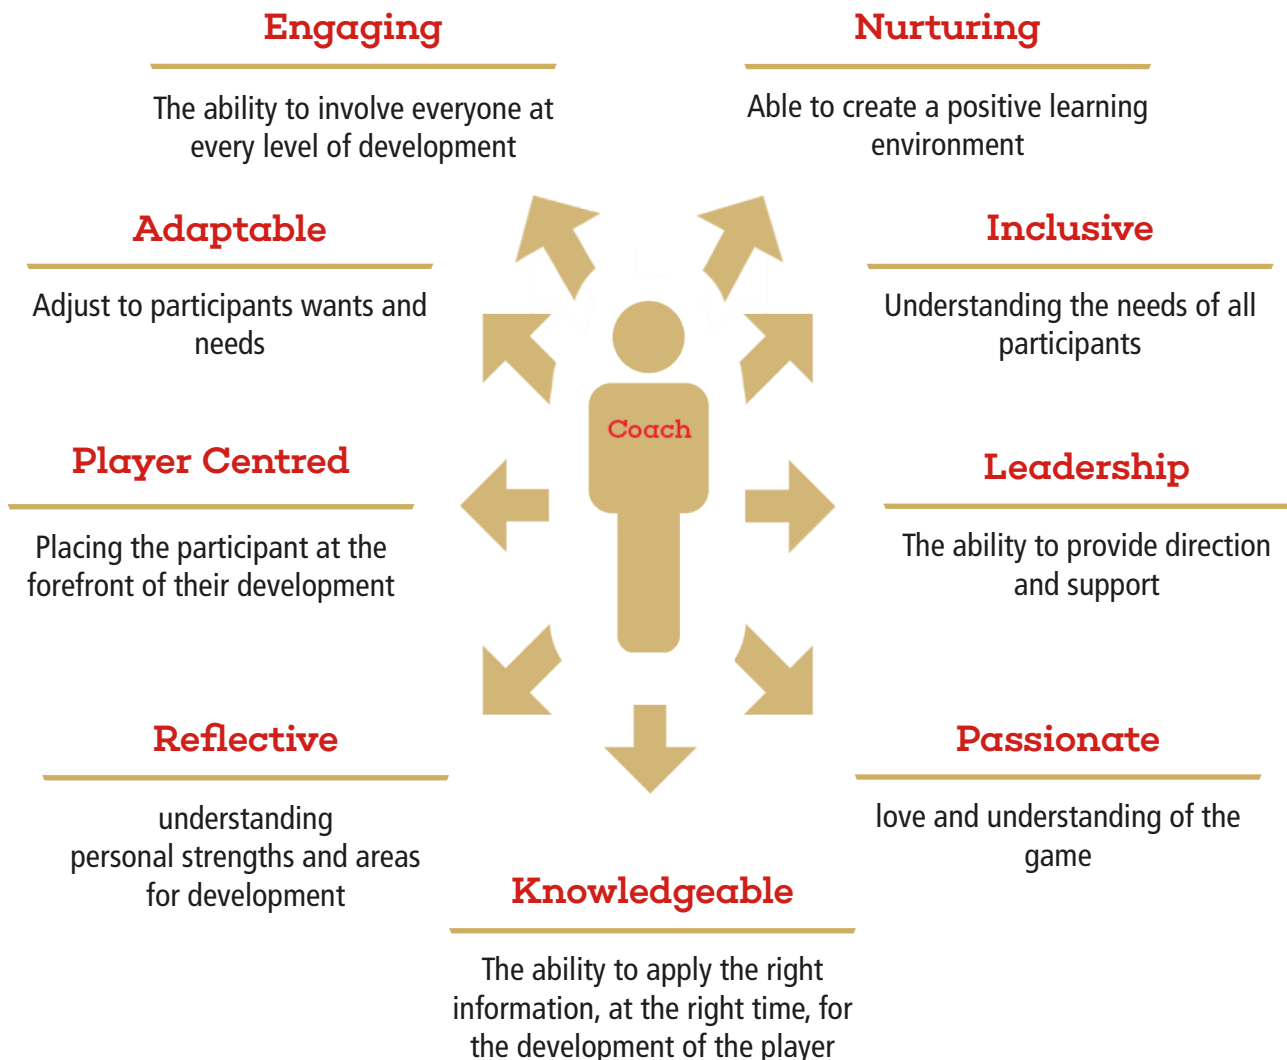 Engaging
The ability to involve everyone at
every level of development
Nurturing
Able to create a positive learning
environment
Adaptable
Adjust to participants wants and
needs
Inclusive
Understanding the needs of all
participants
Coach
Player Centred
Placing the participant at the
forefront of their development
Leadership
The ability to provide direction
and support
Reflective
understanding
personal strengths and areas
for development
Passionate
love and understanding of the
game
Knowledgeable
The ability to apply the right
information, at the right time, for
the development of the player